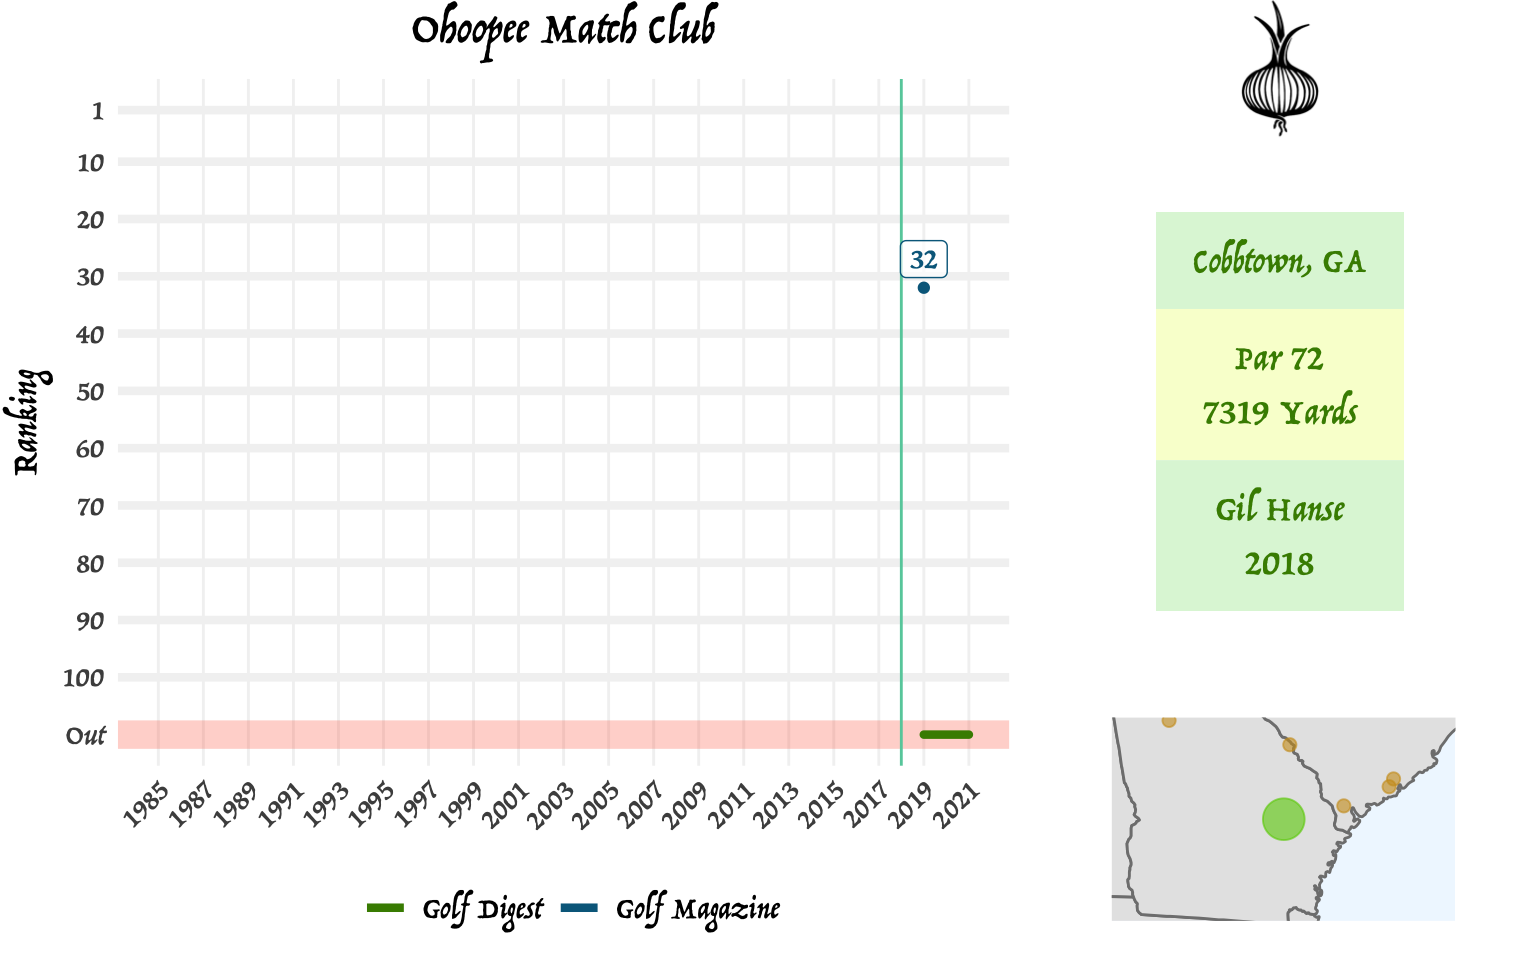 Ohoopee Match Club
Ranking
1
10
20
30
40
50
60
70
80
90
100
Out
32
1985 1987 1989 1991 1993 1995 1997 1999 2001 2003 2005 2007 2009 2011 2013 2015 2017 2019 2021
Golf Digest Golf Magazine
Cobbtown, GA
Par 72
7319 Yards
Gil Hanse
2018